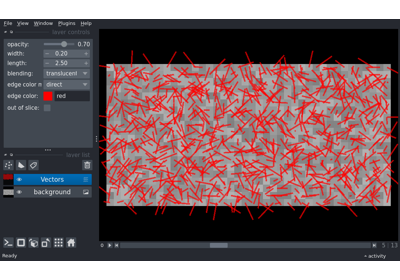 File View Window Plugins Help
layer controls
opacity: 0.70
width: 0.20
length: 2.50
blending: translucent
edge color m direct
edge color: red
out of slice:
layer list
Vectors
background
0 5 13
Ready activity